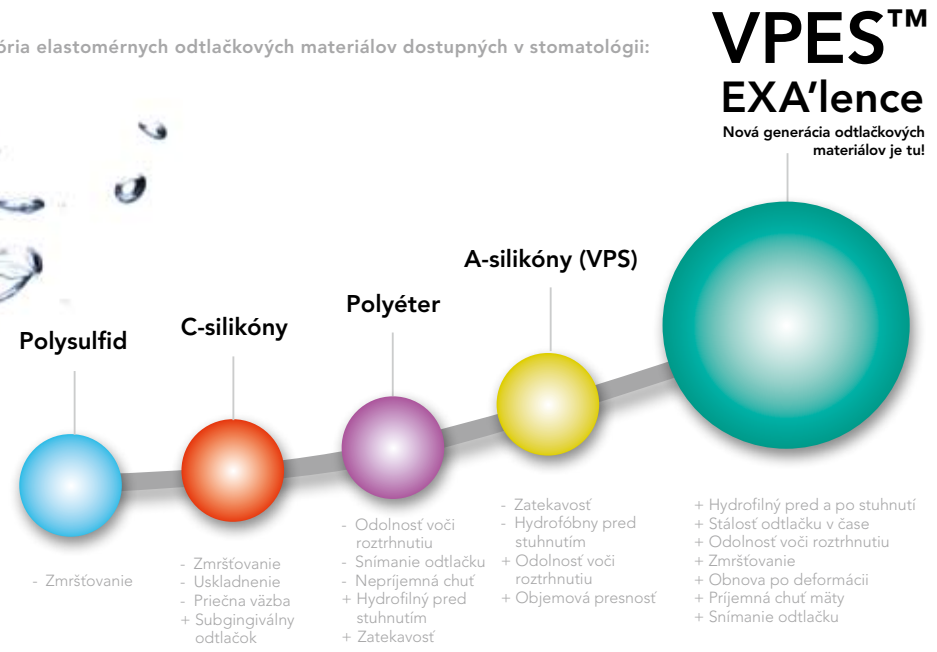 elastomérnych odtlačkových materiálov dostupných v stomatológii:
VPES™
EXA'lence
Nová generácia odtlačkových
materiálov je tu!
A-silikóny (VPS)
Polyéter
C-silikóny
Polysulfid
- Zmršťovanie
- Zmršťovanie
- Uskladnenie
- Priečna väzba
+ Subgingiválny
odtlačok
- Odolnosť voči
roztrhnutiu
- Snímanie odtlačku
- Nepríjemná chuť
+ Hydrofilný pred
stuhnutím
+ Zatekavosť
- Zatekavosť
- Hydrofóbny pred
stuhnutím
+ Odolnosť voči
roztrhnutiu
+ Objemová presnosť
+ Hydrofilný pred a po stuhnutí
+ Stálosť odtlačku v čase
+ Odolnosť voči roztrhnutiu
+ Zmršťovanie
+ Obnova po deformácii
+ Príjemná chuť mäty
+ Snímanie odtlačku